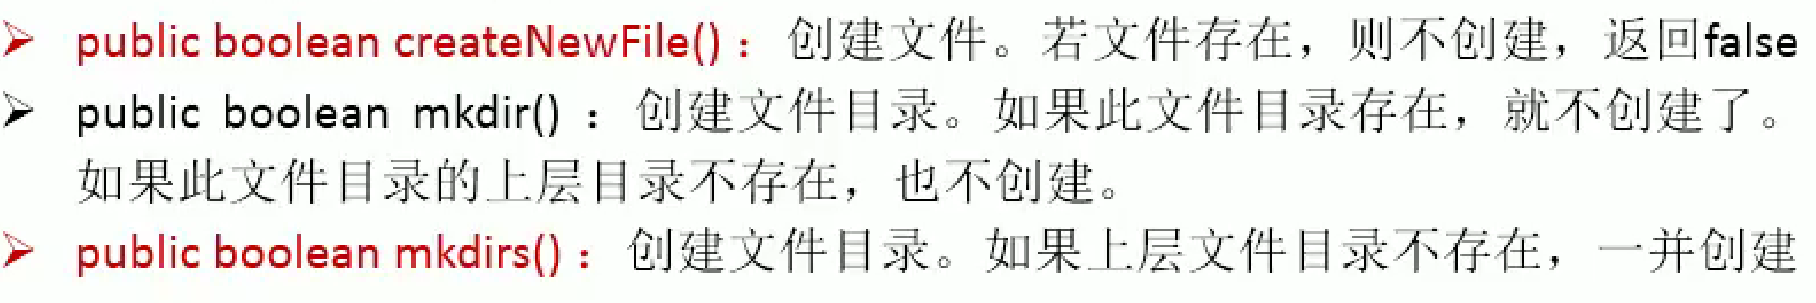 ➢ public boolean createNewFile() ：创建文件。若文件存在，则不创建，返回false
➢ public boolean mkdir() ：创建文件目录。如果此文件目录存在，就不创建了。
如果此文件目录的上层目录不存在，也不创建。
➢ public boolean mkdirs() ：创建文件目录。如果上层文件目录不存在，一并创建